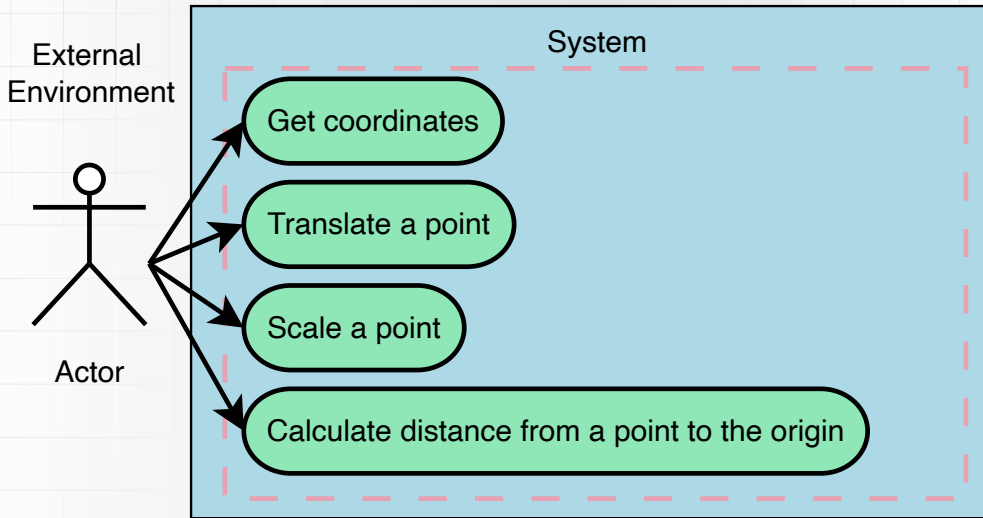 External
Environment
System
Get coordinates
Translate a point
Scale a point
Actor
Calculate distance from a point to the origin